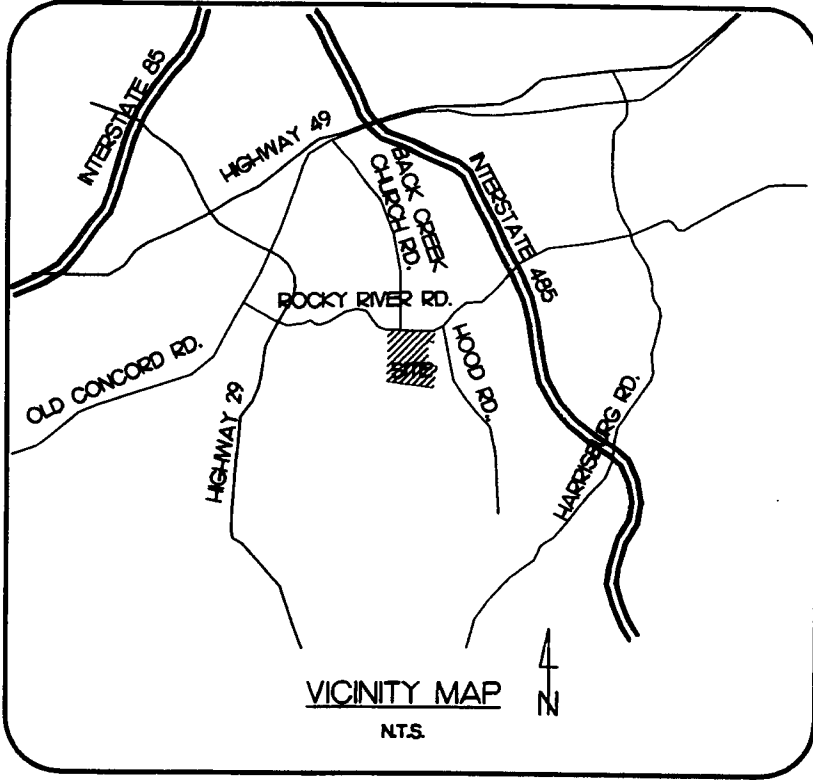 INTERSTATE 85
HIGHWAY 49
BACK CREEK
CHURCH RD.
INTERSTATE 485
ROCKY RIVER RD.
OLD CONCORD RD.
SITE
HOOD RD.
HIGHWAY 29
HARRISBURG RD.
VICINITY MAP
N
N.T.S.